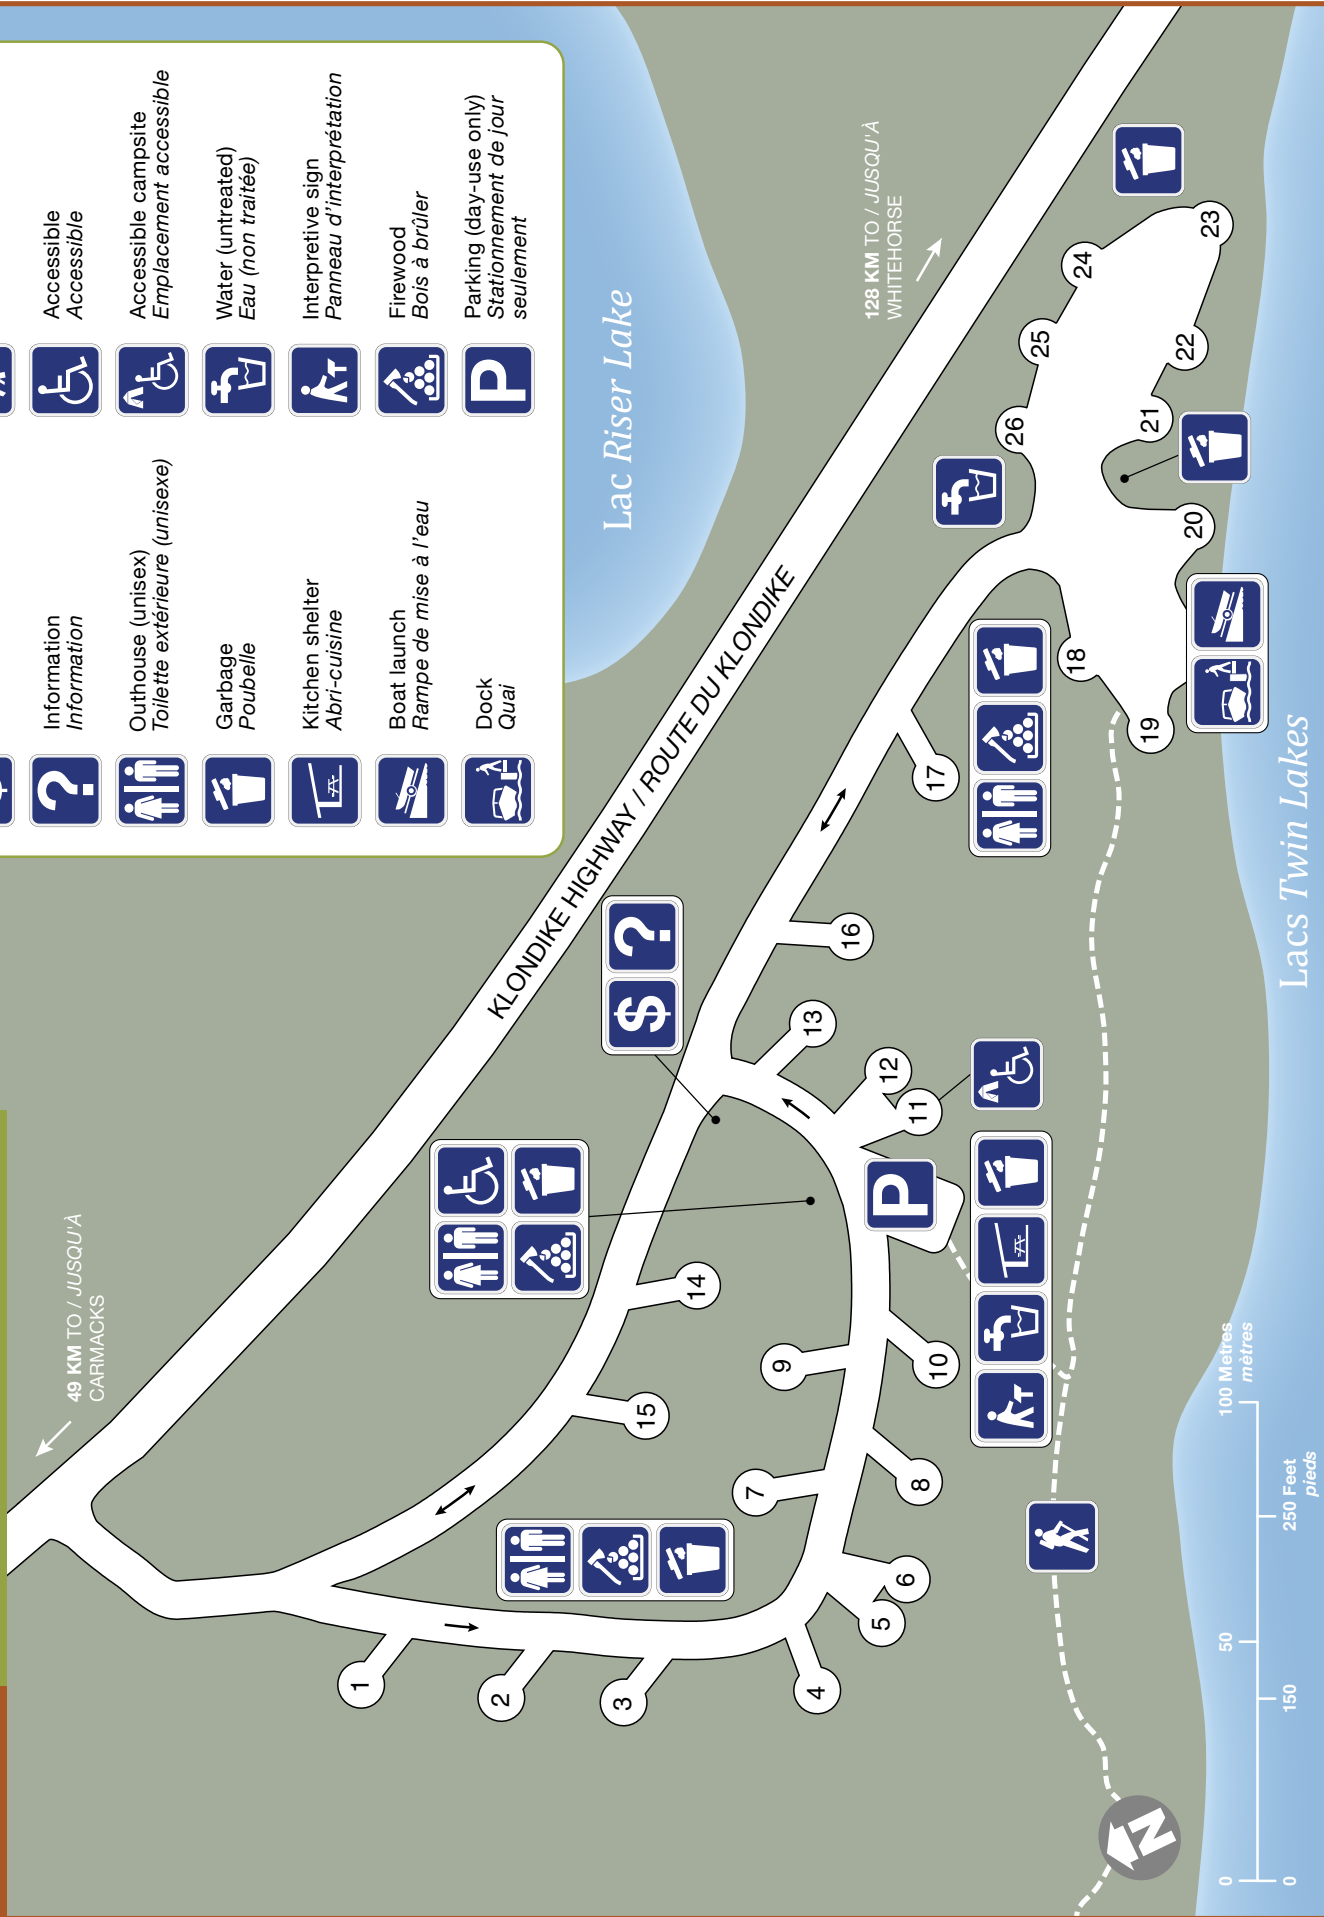 Information
Information
Outhouse (unisex)
Toilette extérieure (unisexe)
Garbage
Poubelle
Kitchen shelter
Abri-cuisine
Boat launch
Rampe de mise à l'eau
Dock
Quai
Accessible
Accessible
Accessible campsite
Emplacement accessible
Water (untreated)
Eau (non traitée)
Interpretive sign
Panneau d'interprétation
Firewood
Bois à brûler
Parking (day-use only)
Stationnement de jour
seulement
?
P
49 KM TO / JUSQU'À
CARMACKS
KLONDIKE HIGHWAY / ROUTE DU KLONDIKE
Lac Riser Lake
128 KM TO / JUSQU'À
WHITEHORSE
$ ?
P
1
2
3
4
5
6
7
8
9
10
11
12
13
14
15
16
17
18
19
20
21
22
23
24
25
26
Lacs Twin Lakes
N
0
50
100 Metres
mètres
0
150
250 Feet
pieds